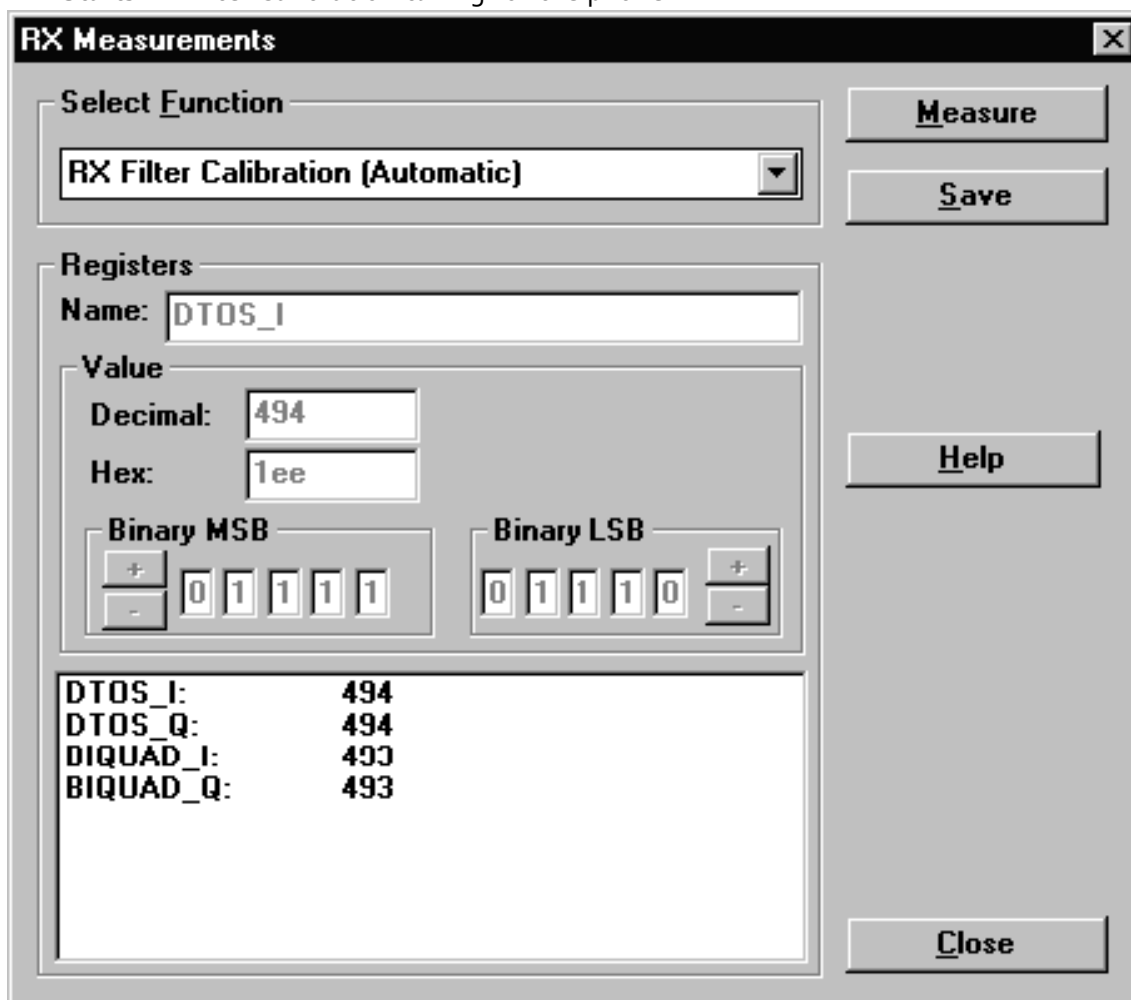 RX Measurements
Select Function
Measure
RX Filter Calibration (Automatic)
Save
Registers
Name: DTOS_I
Value
Decimal: 494
Hex: 1ee
Help
Binary MSB
Binary LSB
+
-
0 1 1 1 1
0 1 1 1 0
+
-
DTOS_I: 494
DTOS_Q: 494
BIQUAD_I: 493
BIQUAD_Q: 493
Close